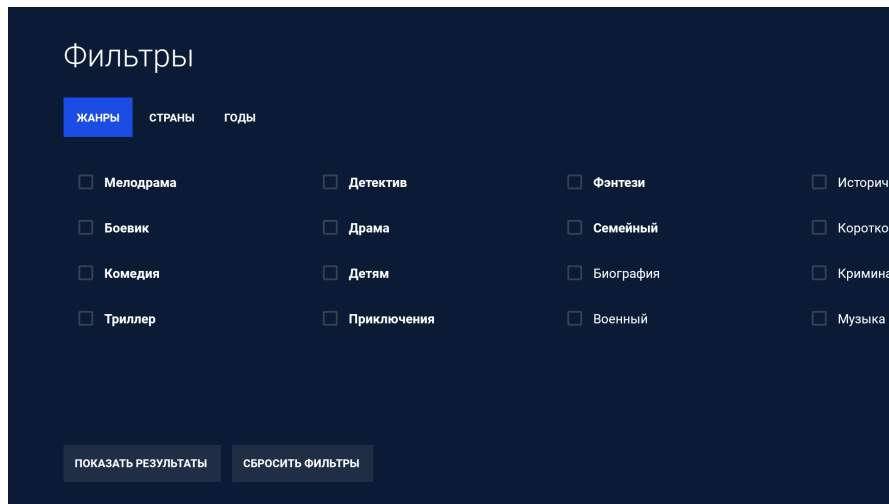 Фильтры
ЖАНРЫ СТРАНЫ ГОДЫ
Мелодрама Детектив Фэнтези Историч
Боевик Драма Семейный Коротко
Комедия Детям Биография Кримина
Триллер Приключения Военный Музыка
ПОКАЗАТЬ РЕЗУЛЬТАТЫ СБРОСИТЬ ФИЛЬТРЫ